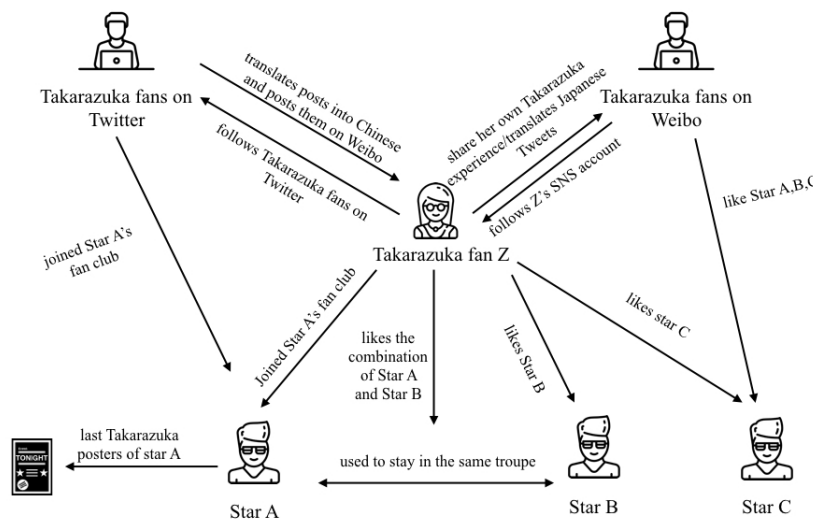 Takarazuka fans on
Twitter
translates posts into Chinese
and posts them on Weibo
follows Takarazuka fans on
Twitter
share her own Takarazuka
experience/translates Japanese
Tweets
follows Z's SNS account
Takarazuka fans on
Weibo
Takarazuka fan Z
joined Star A's
fan club
Joined Star A's fan club
likes the
combination
of Star A
and Star B
likes Star B
likes star C
like Star A,B,C
TONIGHT
last Takarazuka
posters of star A
used to stay in the same troupe
Star A
Star B
Star C